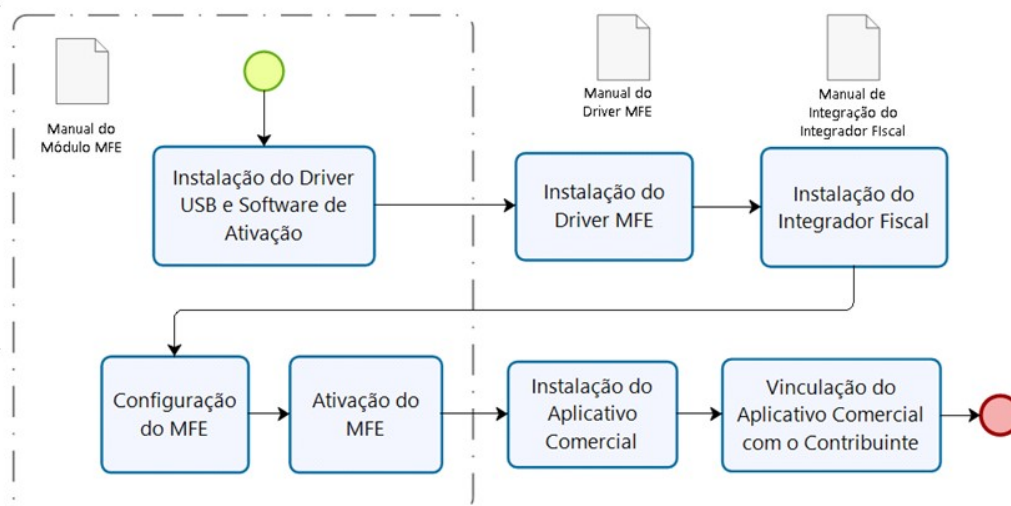 Manual do
Módulo MFE
Manual do
Driver MFE
Manual de
Integração do
Integrador FIscal
Instalação do Driver
USB e Software de
Ativação
Instalação do
Driver MFE
Instalação do
Integrador Fiscal
Configuração
do MFE
Ativação do
MFE
Instalação do
Aplicativo
Comercial
Vinculação do
Aplicativo Comercial
com o Contribuinte